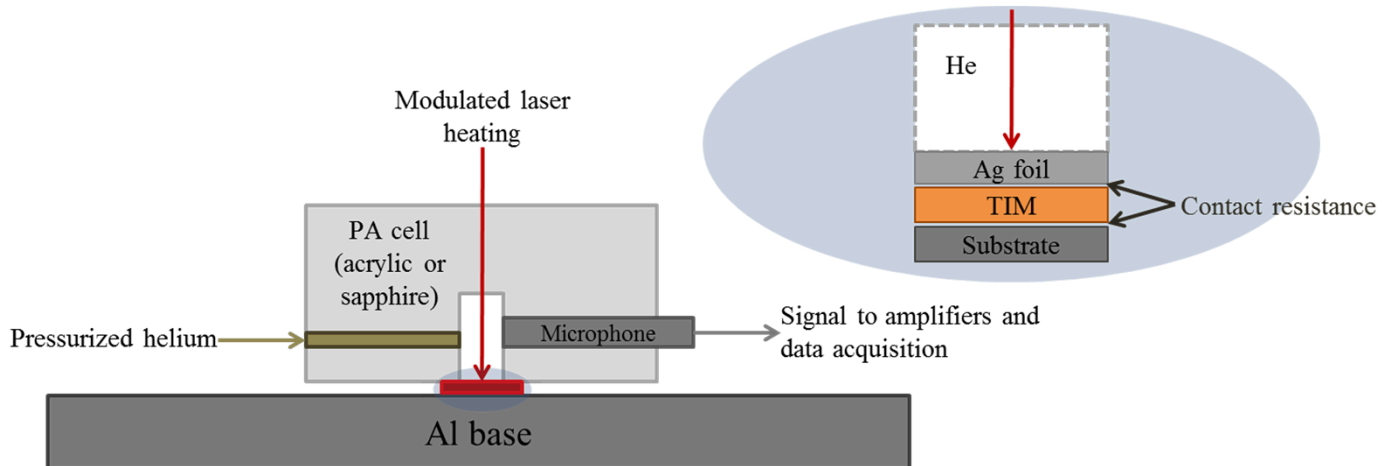 Modulated laser
heating
PA cell
(acrylic or
sapphire)
Pressurized helium
Microphone
Signal to amplifiers and
data acquisition
Al base
He
Ag foil
TIM
Substrate
Contact resistance